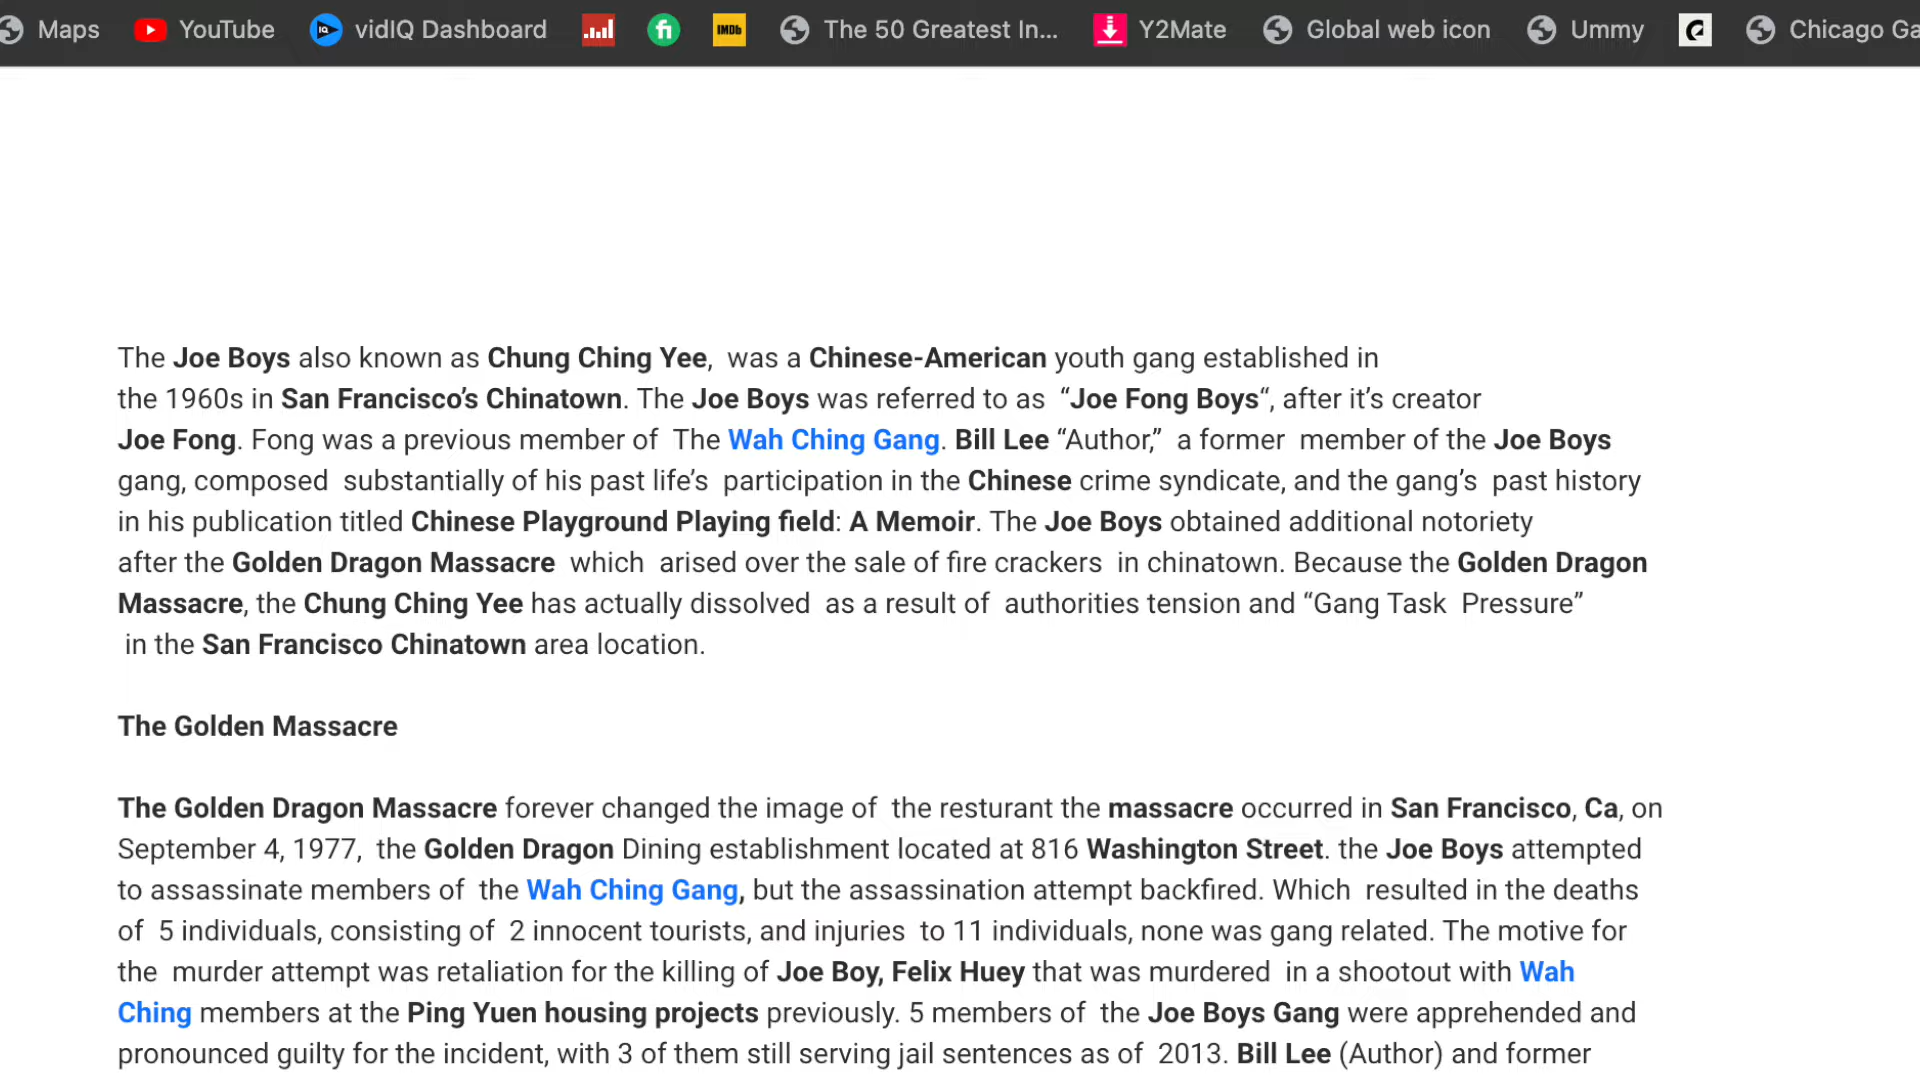 Maps YouTube vidIQ Dashboard IMDb The 50 Greatest In... Y2Mate Global web icon Ummy Chicago Ga
The Joe Boys also known as Chung Ching Yee, was a Chinese-American youth gang established in
the 1960s in San Francisco’s Chinatown. The Joe Boys was referred to as “Joe Fong Boys“, after it’s creator
Joe Fong. Fong was a previous member of The Wah Ching Gang. Bill Lee “Author,” a former member of the Joe Boys
gang, composed substantially of his past life’s participation in the Chinese crime syndicate, and the gang’s past history
in his publication titled Chinese Playground Playing field: A Memoir. The Joe Boys obtained additional notoriety
after the Golden Dragon Massacre which arised over the sale of fire crackers in chinatown. Because the Golden Dragon
Massacre, the Chung Ching Yee has actually dissolved as a result of authorities tension and “Gang Task Pressure”
in the San Francisco Chinatown area location.
The Golden Massacre
The Golden Dragon Massacre forever changed the image of the resturant the massacre occurred in San Francisco, Ca, on
September 4, 1977, the Golden Dragon Dining establishment located at 816 Washington Street. the Joe Boys attempted
to assassinate members of the Wah Ching Gang, but the assassination attempt backfired. Which resulted in the deaths
of 5 individuals, consisting of 2 innocent tourists, and injuries to 11 individuals, none was gang related. The motive for
the murder attempt was retaliation for the killing of Joe Boy, Felix Huey that was murdered in a shootout with Wah
Ching members at the Ping Yuen housing projects previously. 5 members of the Joe Boys Gang were apprehended and
pronounced guilty for the incident, with 3 of them still serving jail sentences as of 2013. Bill Lee (Author) and former